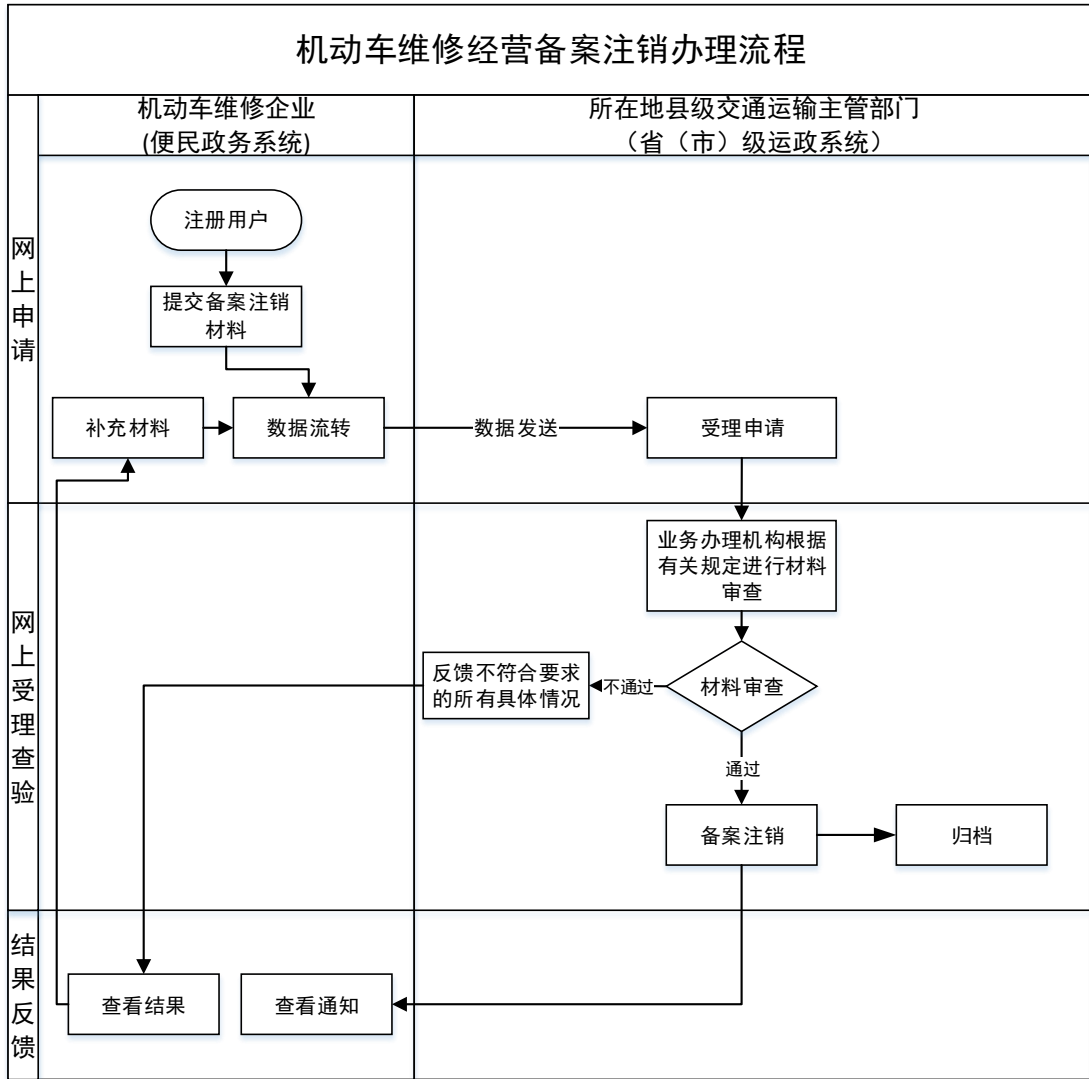 机动车维修经营备案注销办理流程
机动车维修企业
(便民政务系统)
所在地县级交通运输主管部门
（省（市）级运政系统）
网上申请
注册用户
提交备案注销
材料
补充材料
数据流转
数据发送
受理申请
网上受理查验
业务办理机构根据
有关规定进行材料
审查
反馈不符合要求
的所有具体情况
不通过
材料审查
通过
备案注销
归档
结果反馈
查看结果
查看通知